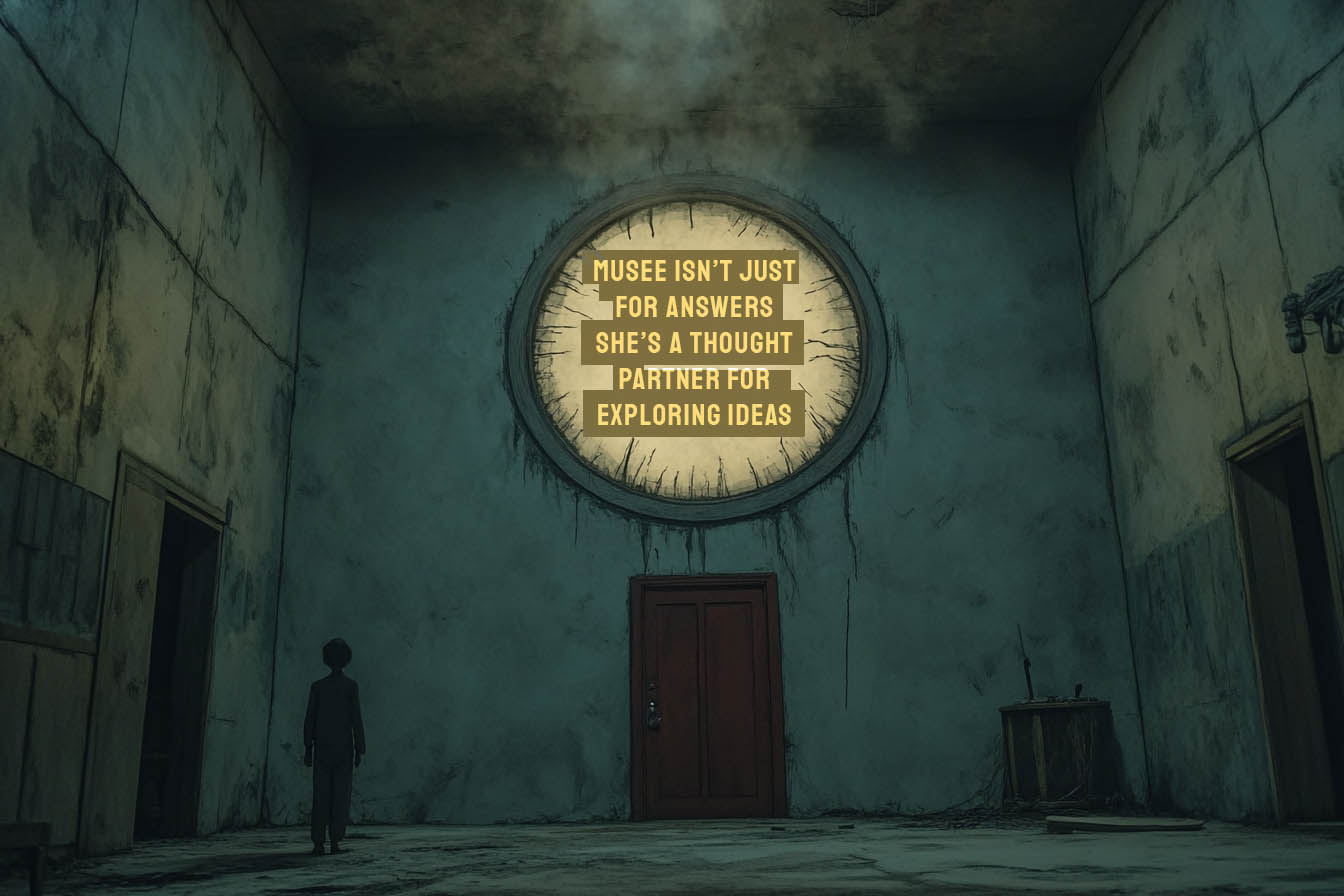 MUSEE ISN’T JUST
FOR ANSWERS
SHE’S A THOUGHT
PARTNER FOR
EXPLORING IDEAS